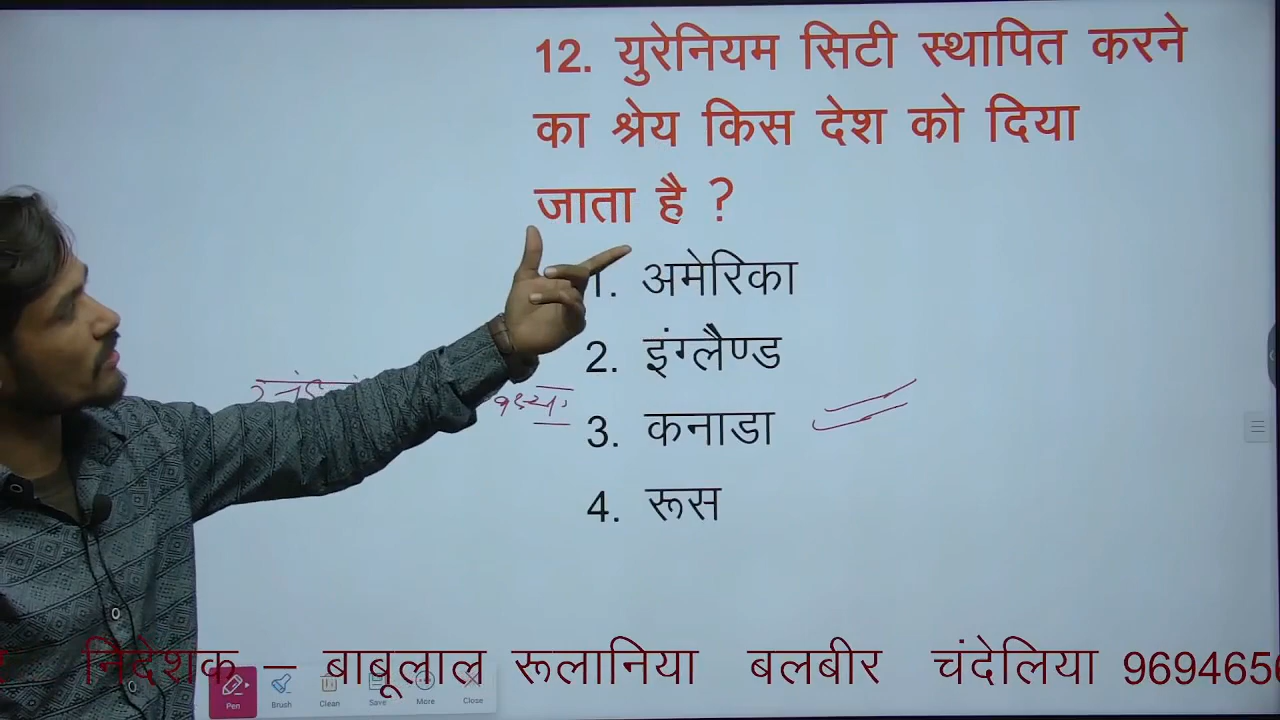 12. युरेनियम सिटी स्थापित करने
का श्रेय किस देश को दिया
जाता है ?
1. अमेरिका
2. इंग्लैण्ड
3. कनाडा
4. रूस
निदेशक – बाबूलाल रूलानिया बलबीर चंदेलिया 969465
Pen
Brush
Clean
Save
More
Close